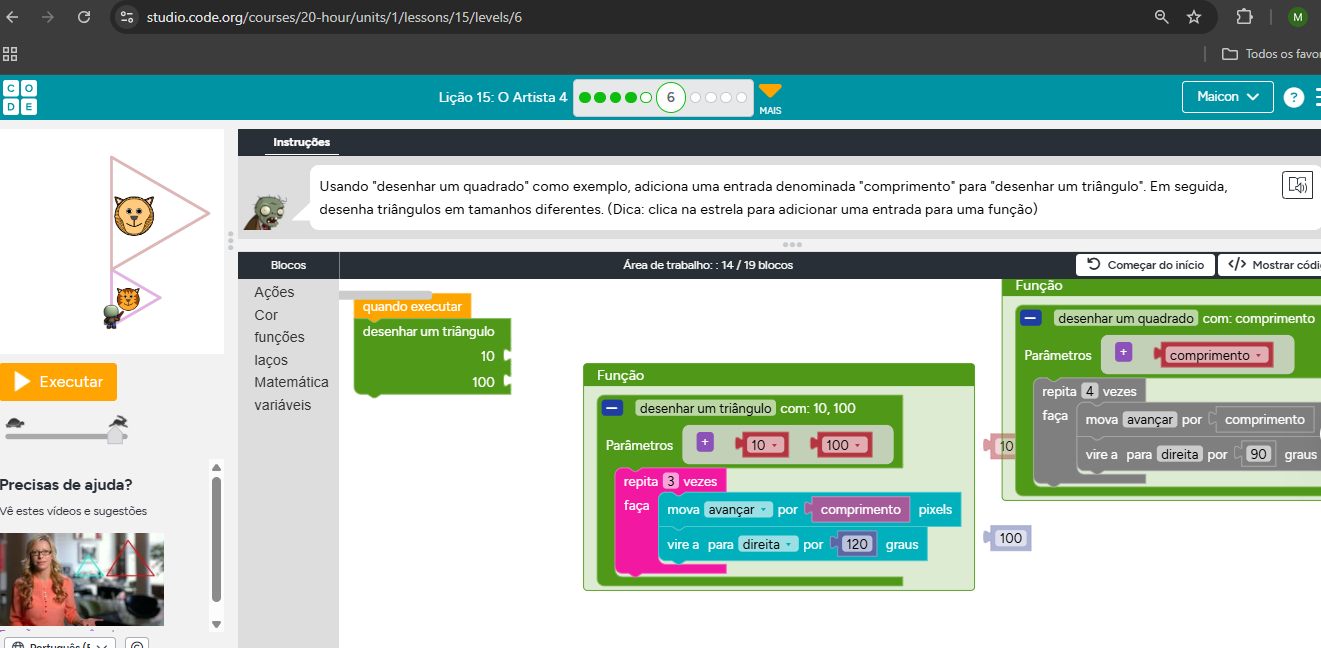 studio.code.org/courses/20-hour/units/1/lessons/15/levels/6
M
Todos os favo
C O
D E
Lição 15: O Artista 4
6
MAIS
Maicon
?
Instruções
Usando "desenhar um quadrado" como exemplo, adiciona uma entrada denominada "comprimento" para "desenhar um triângulo". Em seguida,
desenha triângulos em tamanhos diferentes. (Dica: clica na estrela para adicionar uma entrada para uma função)
Blocos
Área de trabalho: : 14 / 19 blocos
Começar do início
</> Mostrar códi
Ações
Cor
funções
laços
Matemática
variáveis
quando executar
desenhar um triângulo
10
100
Função
desenhar um triângulo com: 10, 100
Parâmetros + 10 100
repita 3 vezes
faça mova avançar por comprimento pixels
vire a para direita por 120 graus
10
100
Função
desenhar um quadrado com: comprimento
Parâmetros + comprimento
repita 4 vezes
faça mova avançar por comprimento
vire a para direita por 90 graus
Executar
Precisas de ajuda?
Vê estes vídeos e sugestões